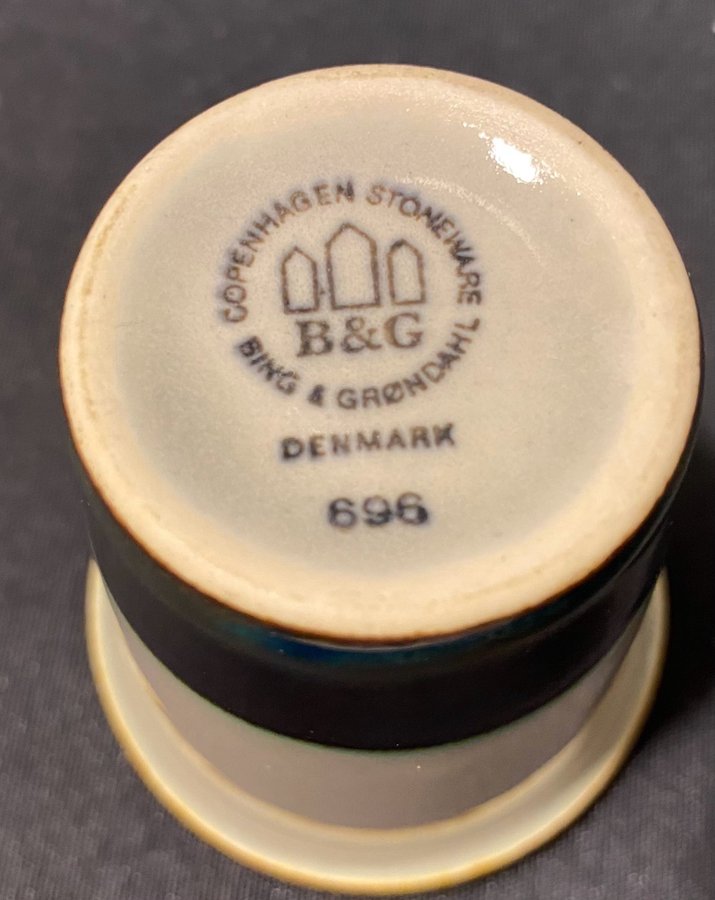 COPENHAGEN STONEWARE
B&G
BING & GRØNDAHL
DENMARK
696